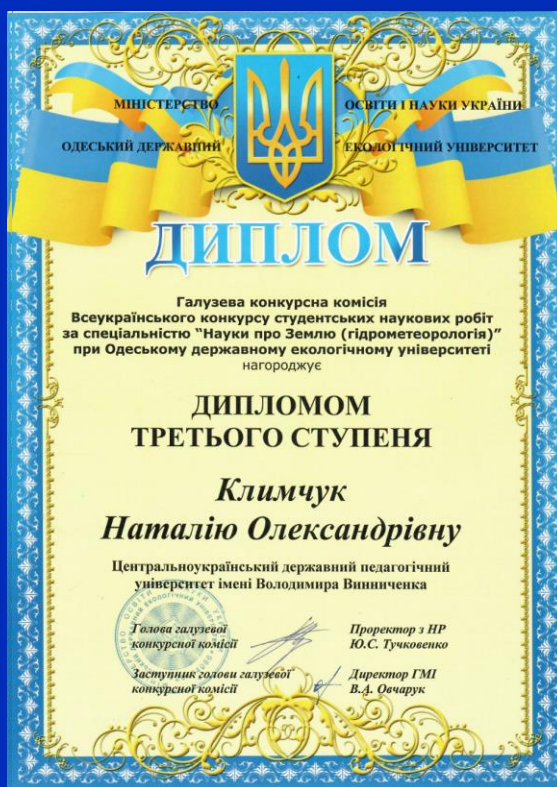 МІНІСТЕРСТВО ОСВІТИ І НАУКИ УКРАЇНИ
ОДЕСЬКИЙ ДЕРЖАВНИЙ ЕКОЛОГІЧНИЙ УНІВЕРСИТЕТ
ДИПЛОМ
Галузева конкурсна комісія
Всеукраїнського конкурсу студентських наукових робіт
за спеціальністю "Науки про Землю (гідрометеорологія)"
при Одеському державному екологічному університеті
нагороджує
ДИПЛОМОМ
ТРЕТЬОГО СТУПЕНЯ
Климчук
Наталію Олександрівну
Центральноукраїнський державний педагогічний
університет імені Володимира Винниченка
Голова галузевої Проректор з НР
конкурсної комісії Ю.С. Тучковенко
Заступник голови галузевої Директор ГМІ
конкурсної комісії В.А. Овчарук